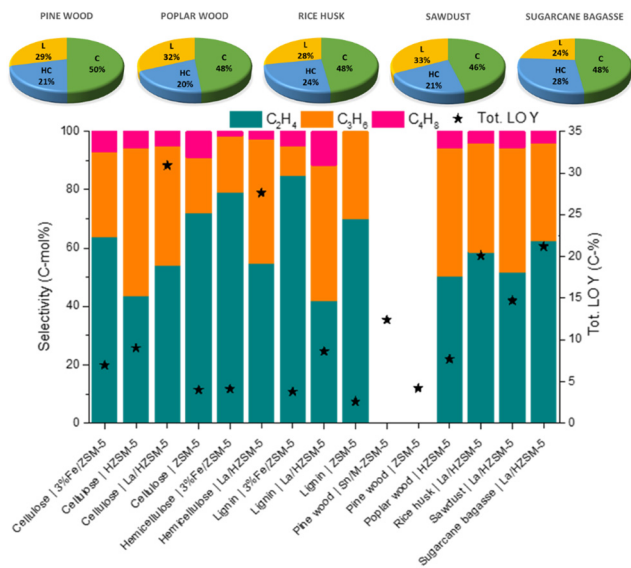 PINE WOOD
POPLAR WOOD
RICE HUSK
SAWDUST
SUGARCANE BAGASSE
L
29%
C
50%
HC
21%
L
32%
C
48%
HC
20%
L
28%
C
48%
HC
24%
L
33%
C
46%
HC
21%
L
24%
C
48%
HC
28%
C₂H₄
C₃H₆
C₄H₈
Tot. LO Y
Selectivity (C-mol%)
100
80
60
40
20
0
35
30
25
20
15
10
5
0
Tot. LO Y (C-%)
Cellulose | 3%Fe/ZSM-5
Cellulose | HZSM-5
Cellulose | La/HZSM-5
Cellulose | ZSM-5
Hemicellulose | 3%Fe/ZSM-5
Hemicellulose | La/HZSM-5
Lignin | 3%Fe/ZSM-5
Lignin | La/HZSM-5
Lignin | ZSM-5
Pine wood | Sn/M-ZSM-5
Pine wood | ZSM-5
Poplar wood | HZSM-5
Rice husk | La/HZSM-5
Sawdust | La/HZSM-5
Sugarcane bagasse | La/HZSM-5